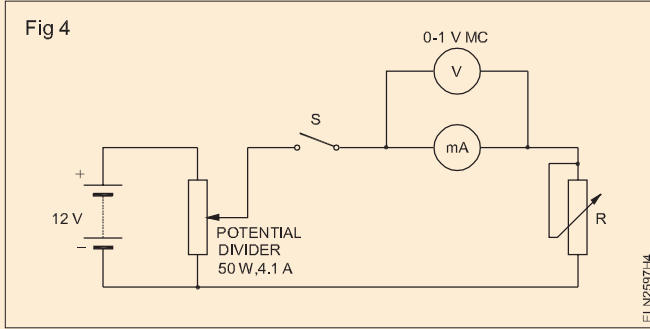 Fig 4
0-1 V MC
V
S
mA
+
12 V
–
POTENTIAL
DIVIDER
50 W,4.1 A
R
ELN2597H4